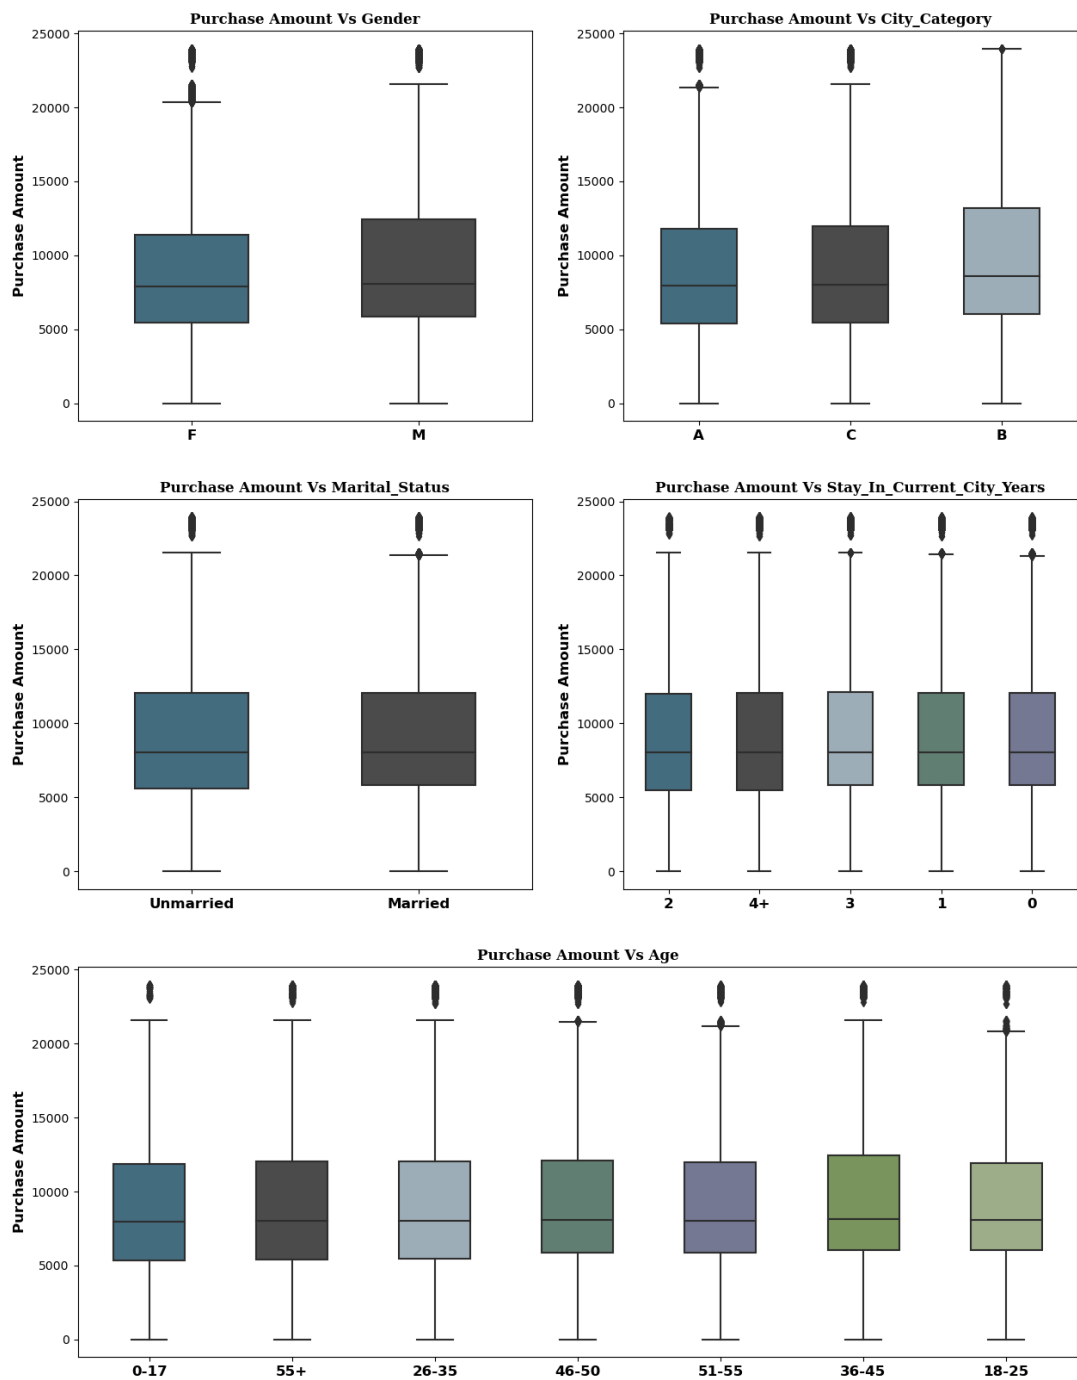 Purchase Amount Vs Gender
25000
20000
15000
10000
5000
0
Purchase Amount
F M
Purchase Amount Vs City_Category
25000
20000
15000
10000
5000
0
Purchase Amount
A C B
Purchase Amount Vs Marital_Status
25000
20000
15000
10000
5000
0
Purchase Amount
Unmarried Married
Purchase Amount Vs Stay_In_Current_City_Years
25000
20000
15000
10000
5000
0
Purchase Amount
2 4+ 3 1 0
Purchase Amount Vs Age
25000
20000
15000
10000
5000
0
Purchase Amount
0-17 55+ 26-35 46-50 51-55 36-45 18-25